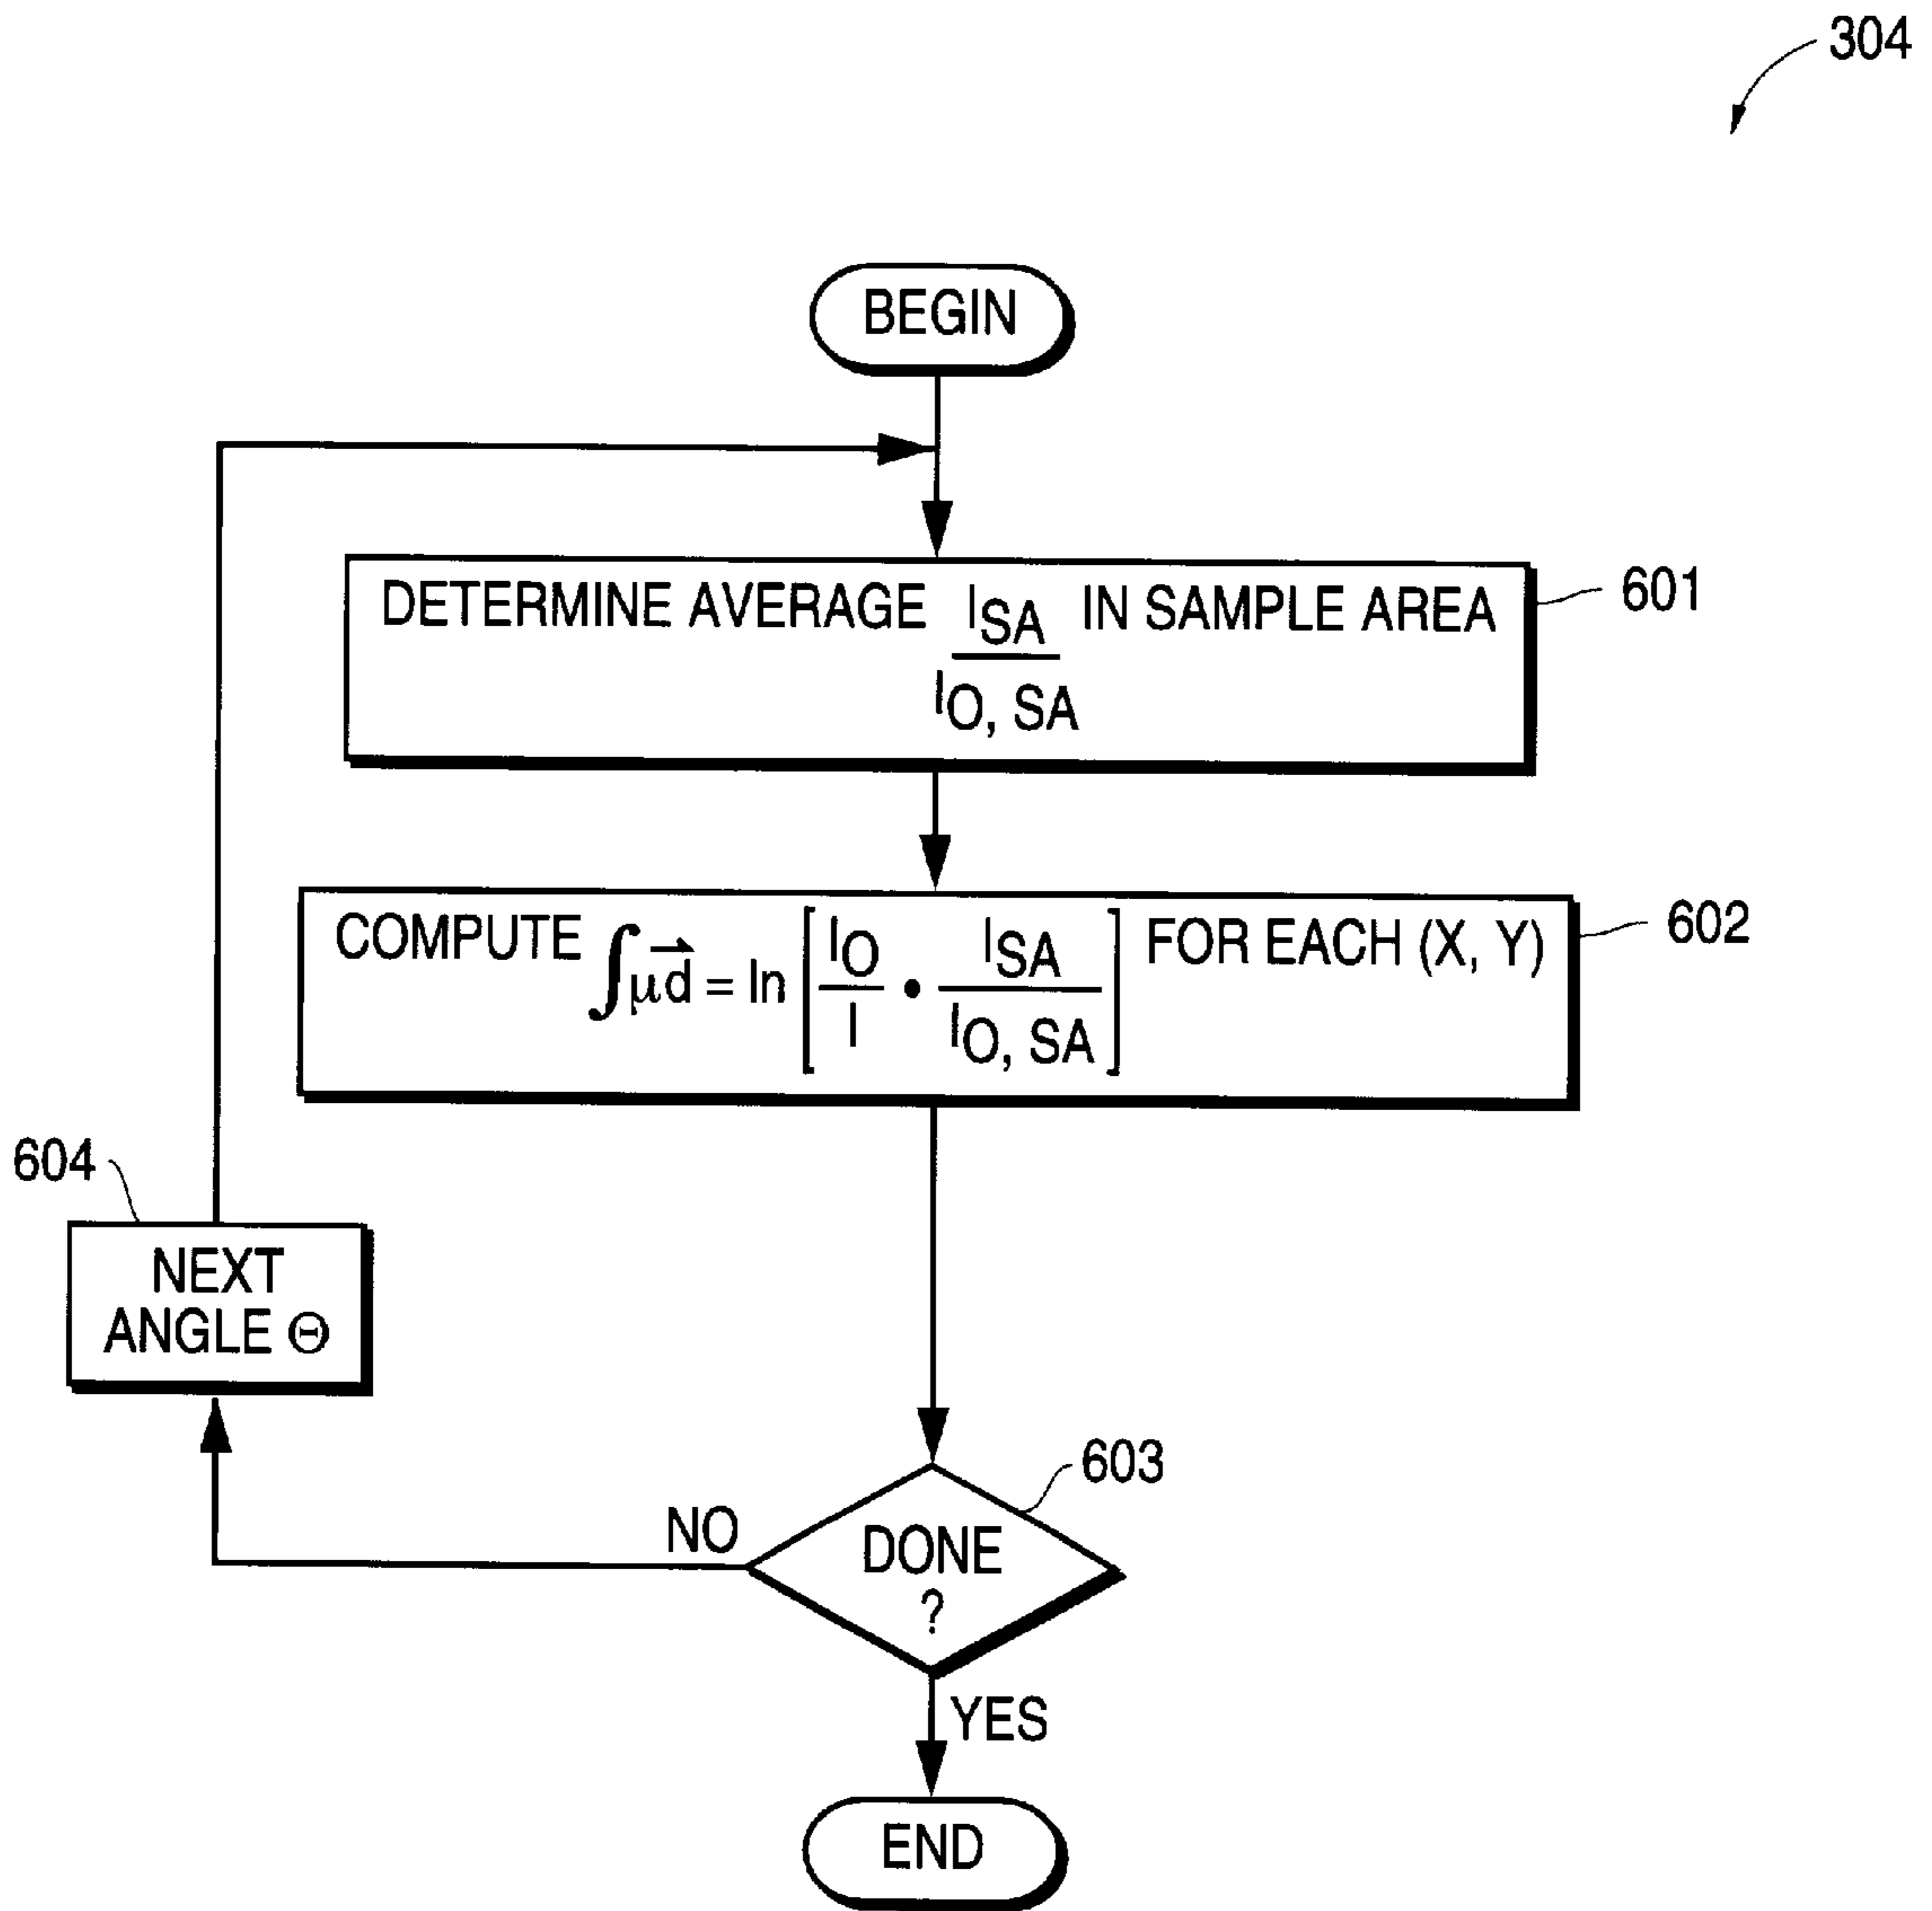 304
BEGIN
DETERMINE AVERAGE I_SA / I_O, SA IN SAMPLE AREA
601
COMPUTE ∫μd⃗ = ln [I_O / I • I_SA / I_O, SA] FOR EACH (X, Y)
602
604
NEXT
ANGLE Θ
603
NO
DONE
?
YES
END